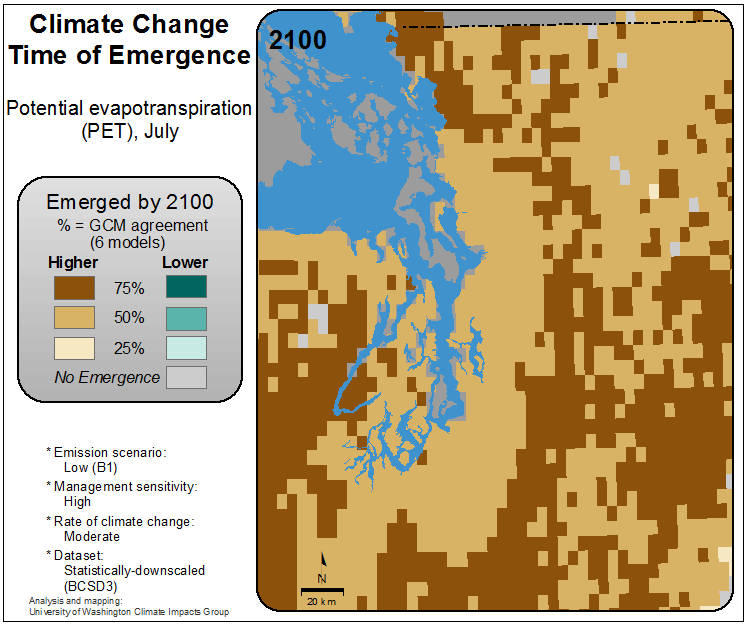 Climate Change
Time of Emergence
Potential evapotranspiration
(PET), July
Emerged by 2100
% = GCM agreement
(6 models)
Higher Lower
75%
50%
25%
No Emergence
* Emission scenario:
Low (B1)
* Management sensitivity:
High
* Rate of climate change:
Moderate
* Dataset:
Statistically-downscaled
(BCSD3)
Analysis and mapping:
University of Washington Climate Impacts Group
2100
N
20 km